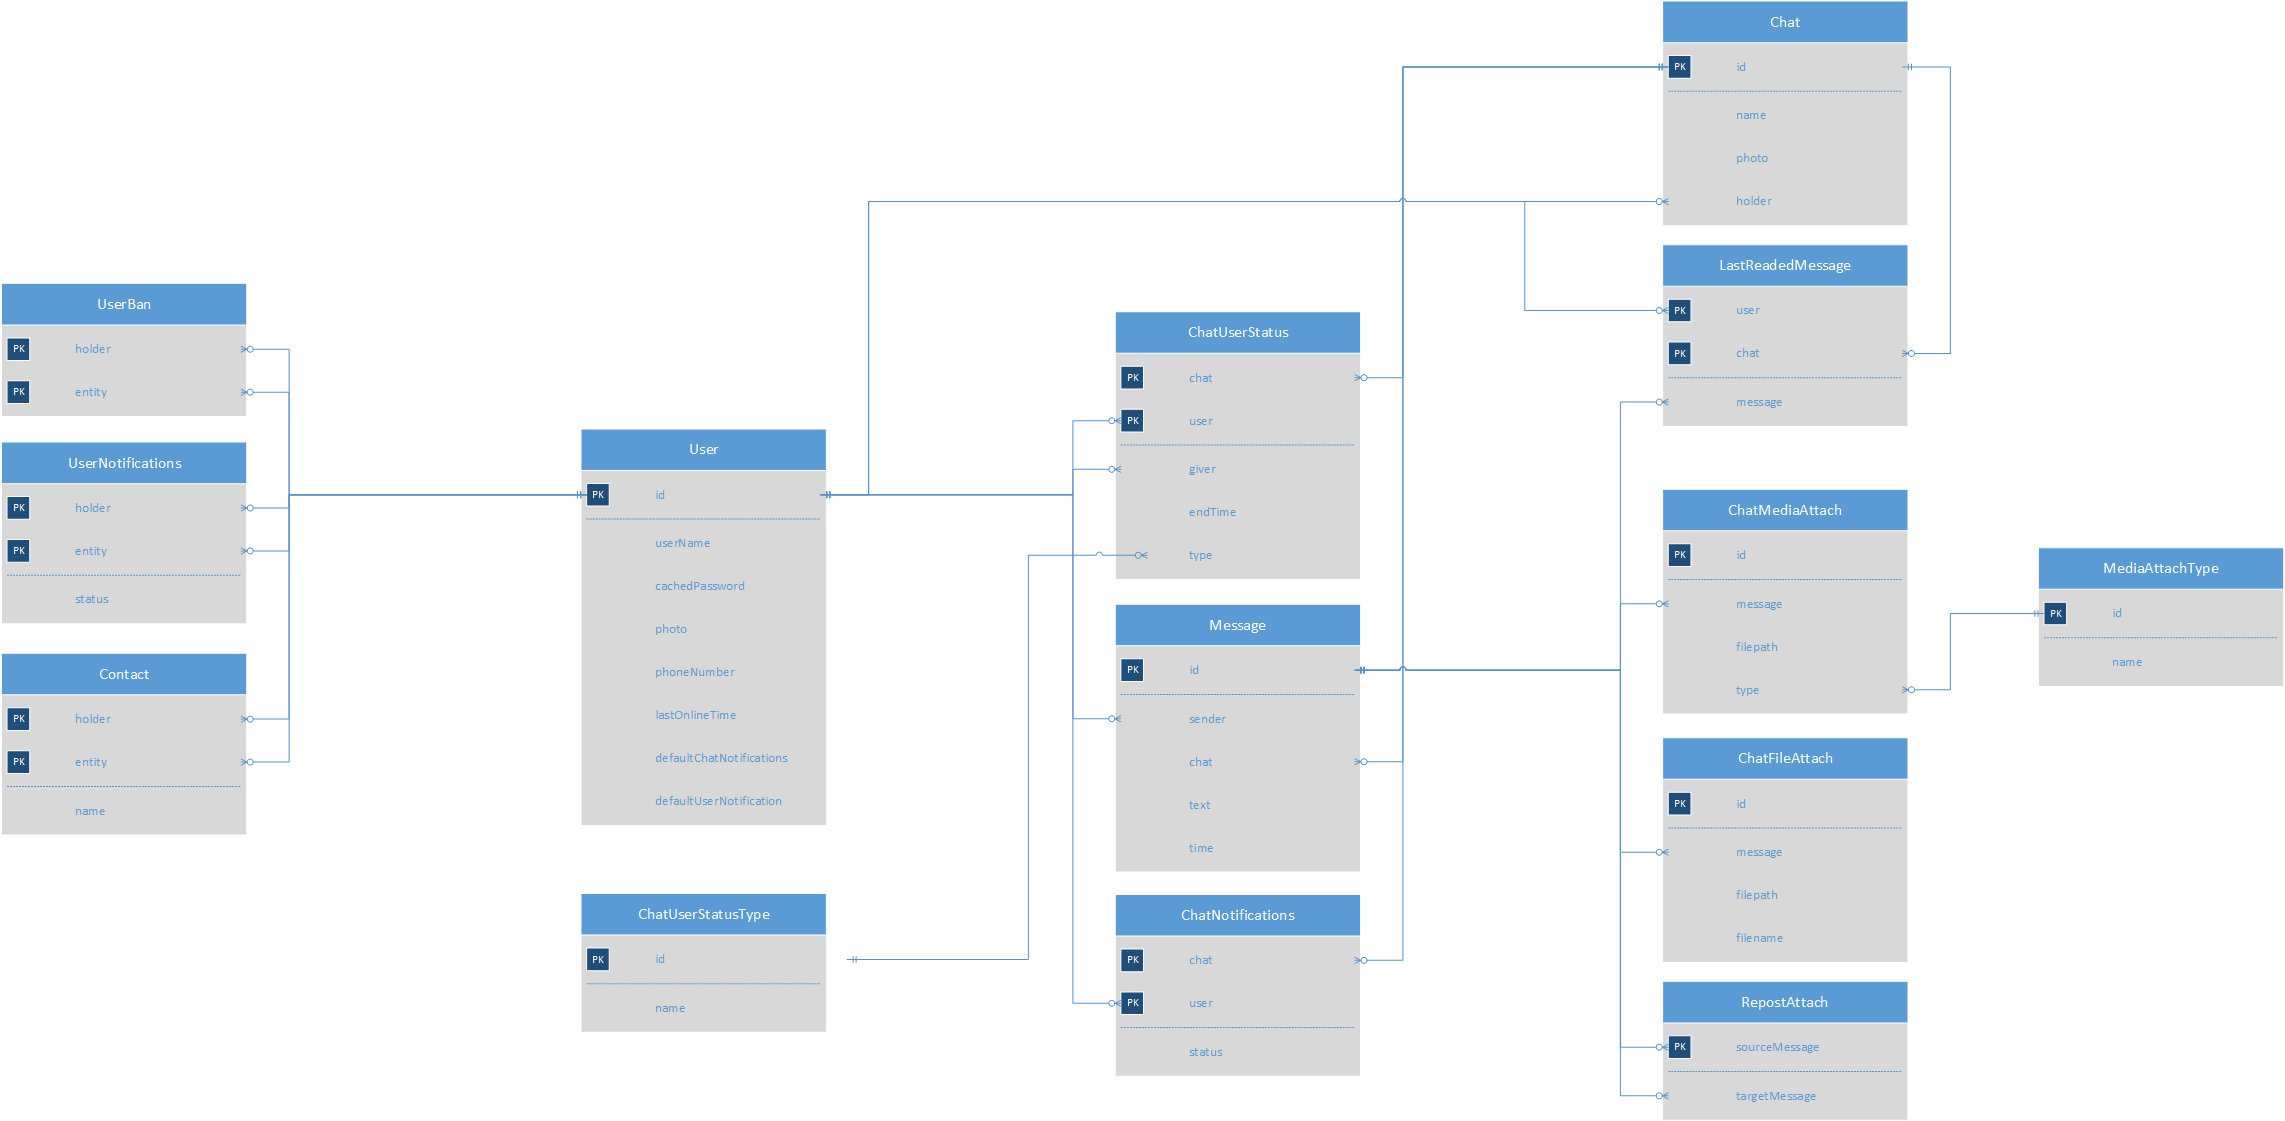 UserBan
PK holder
PK entity
UserNotifications
PK holder
PK entity
status
Contact
PK holder
PK entity
name
User
PK id
userName
cachedPassword
photo
phoneNumber
lastOnlineTime
defaultChatNotifications
defaultUserNotification
ChatUserStatusType
PK id
name
ChatUserStatus
PK chat
PK user
giver
endTime
type
Message
PK id
sender
chat
text
time
ChatNotifications
PK chat
PK user
status
Chat
PK id
name
photo
holder
LastReadedMessage
PK user
PK chat
message
ChatMediaAttach
PK id
message
filepath
type
ChatFileAttach
PK id
message
filepath
filename
RepostAttach
PK sourceMessage
targetMessage
MediaAttachType
PK id
name